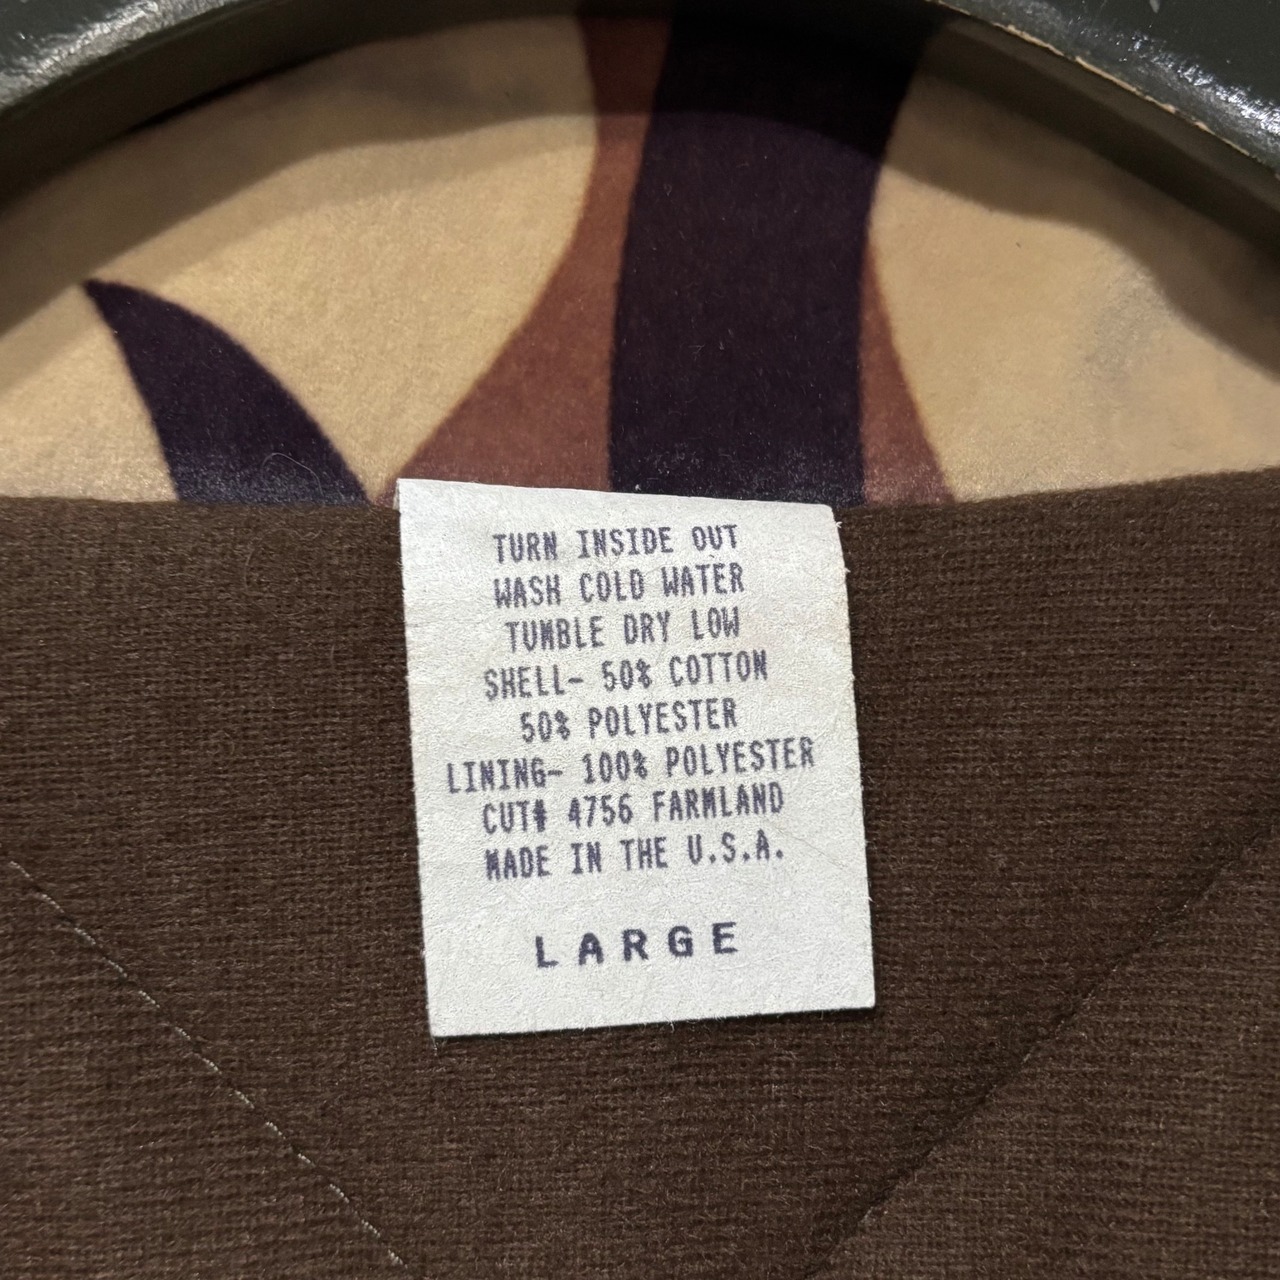 TURN INSIDE OUT
WASH COLD WATER
TUMBLE DRY LOW
SHELL- 50% COTTON
50% POLYESTER
LINING- 100% POLYESTER
CUT# 4756 FARMLAND
MADE IN THE U.S.A.
LARGE